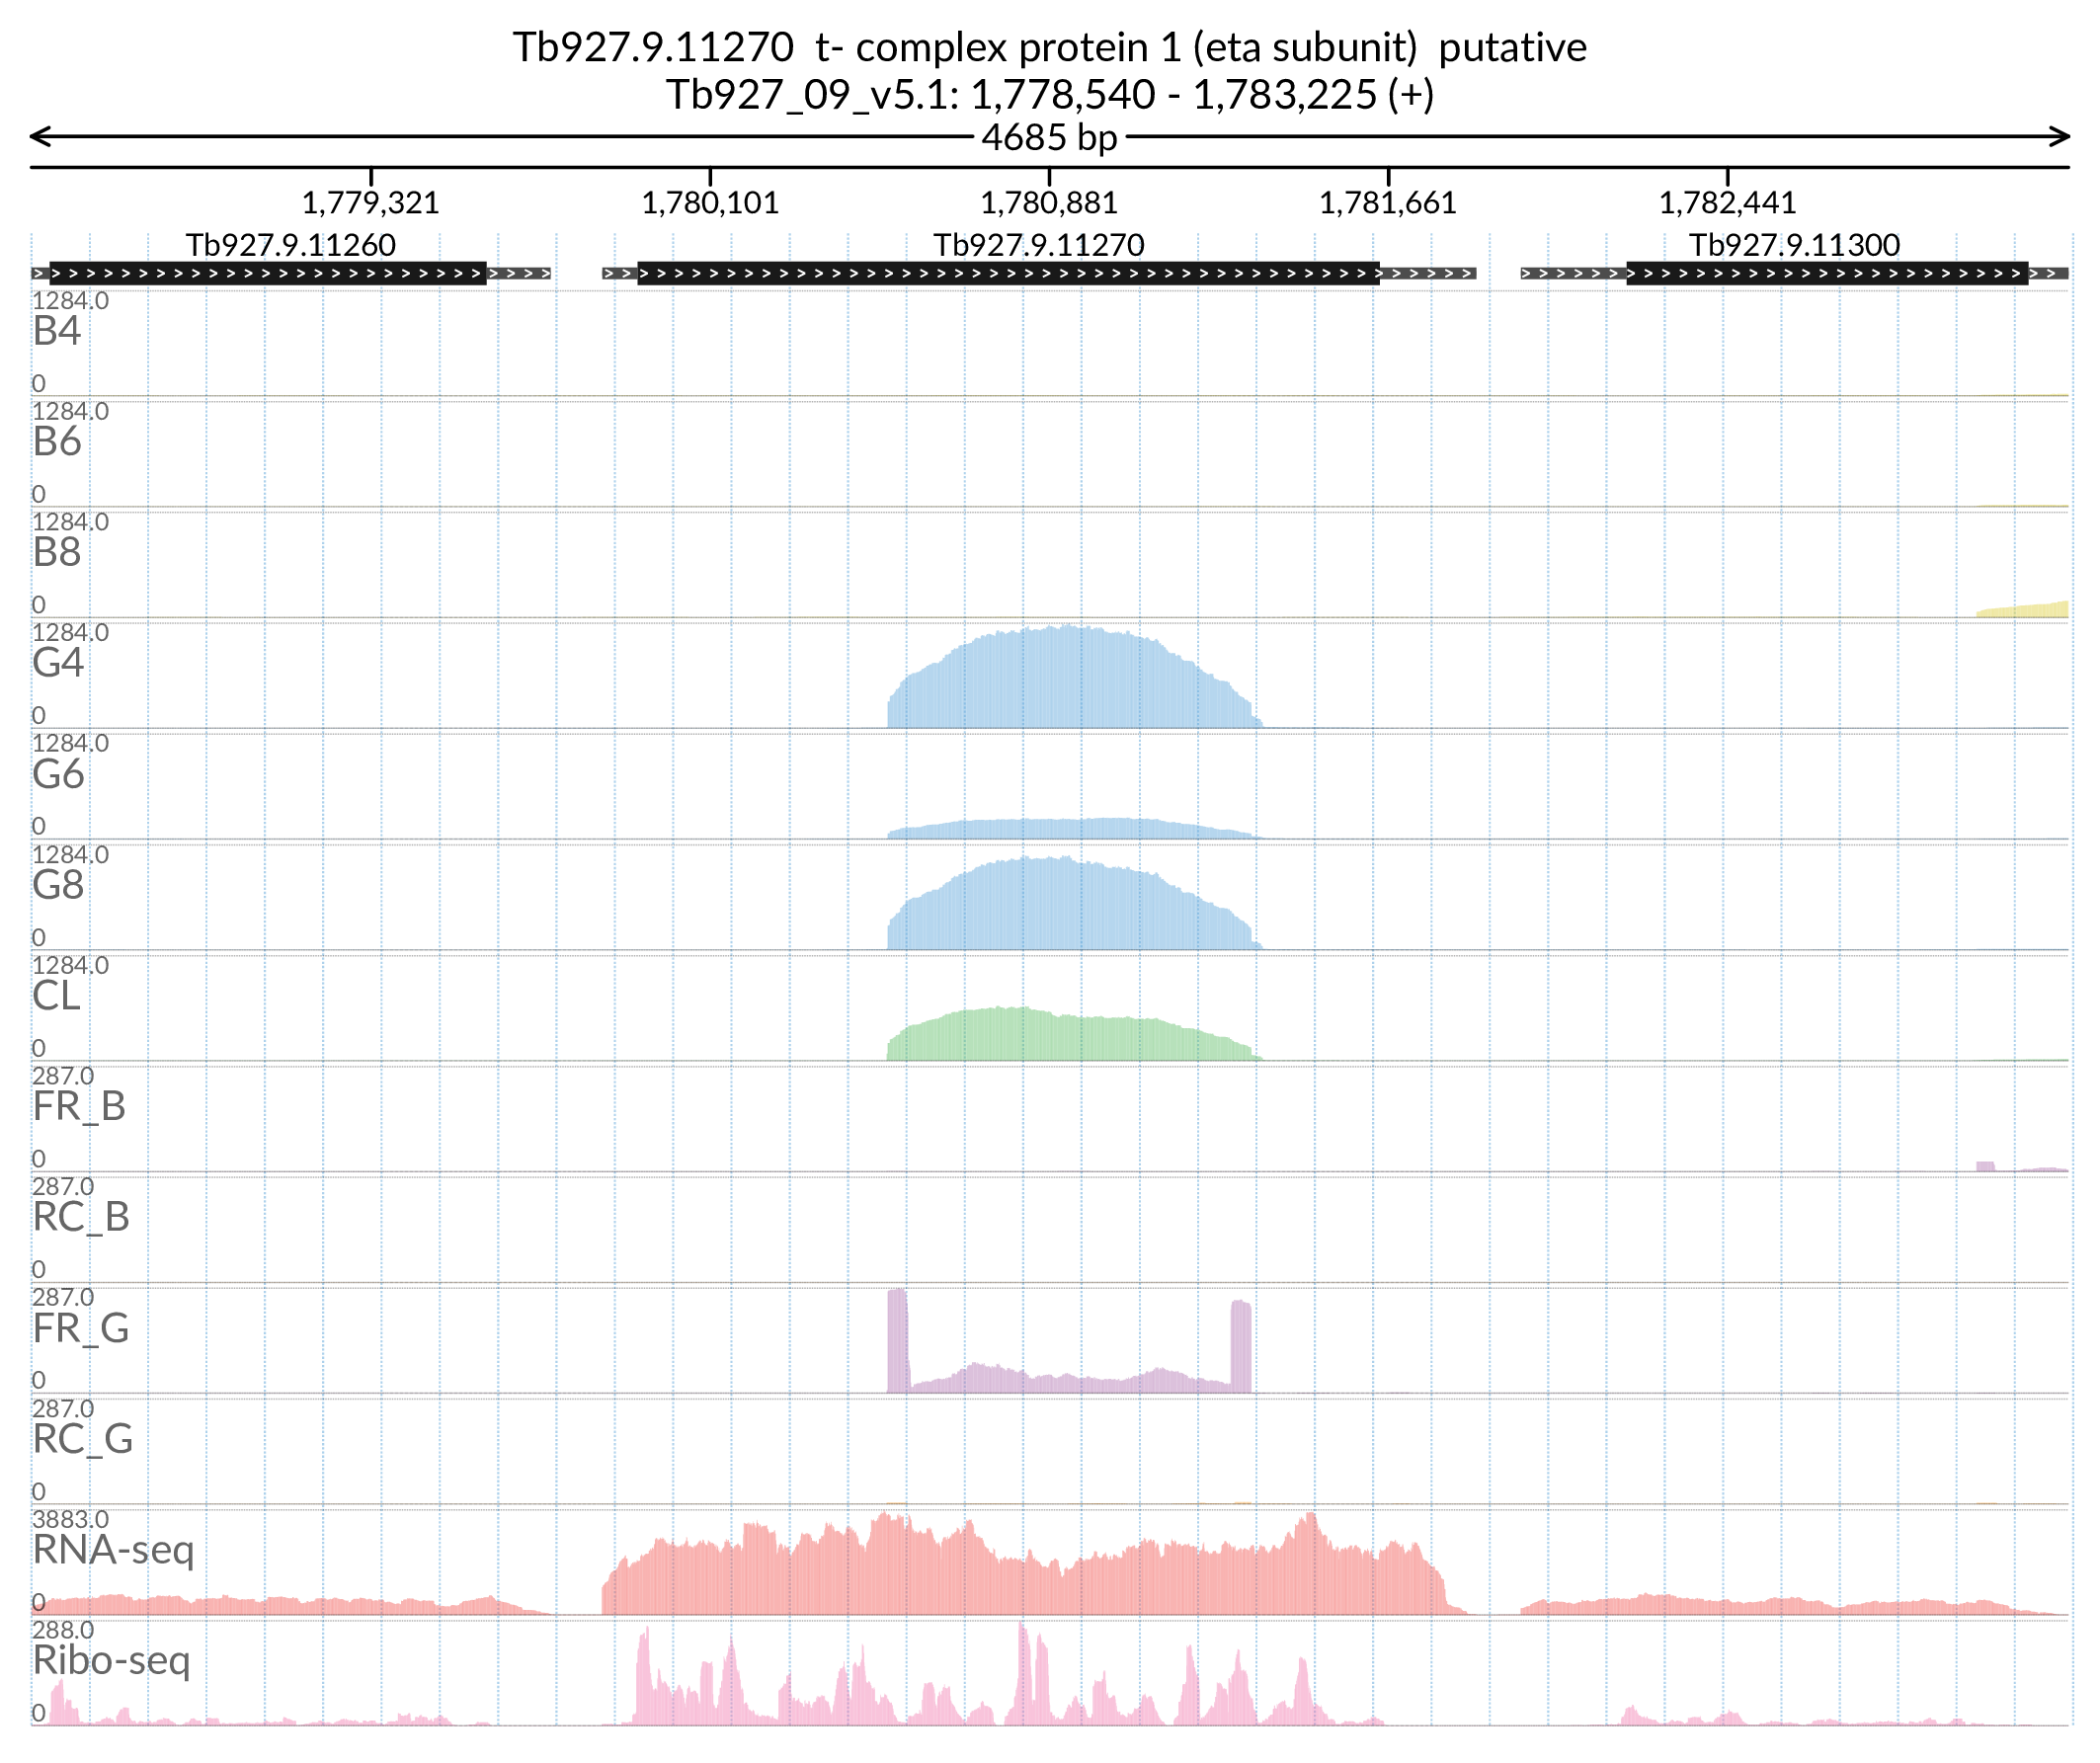 Tb927.9.11270  t- complex protein 1 (eta subunit)  putative
Tb927_09_v5.1: 1,778,540 - 1,783,225 (+)
4685 bp
1,779,321 1,780,101 1,780,881 1,781,661 1,782,441
Tb927.9.11260 Tb927.9.11270 Tb927.9.11300
1284.0
B4
0
1284.0
B6
0
1284.0
B8
0
1284.0
G4
0
1284.0
G6
0
1284.0
G8
0
1284.0
CL
0
287.0
FR_B
0
287.0
RC_B
0
287.0
FR_G
0
287.0
RC_G
0
3883.0
RNA-seq
0
288.0
Ribo-seq
0